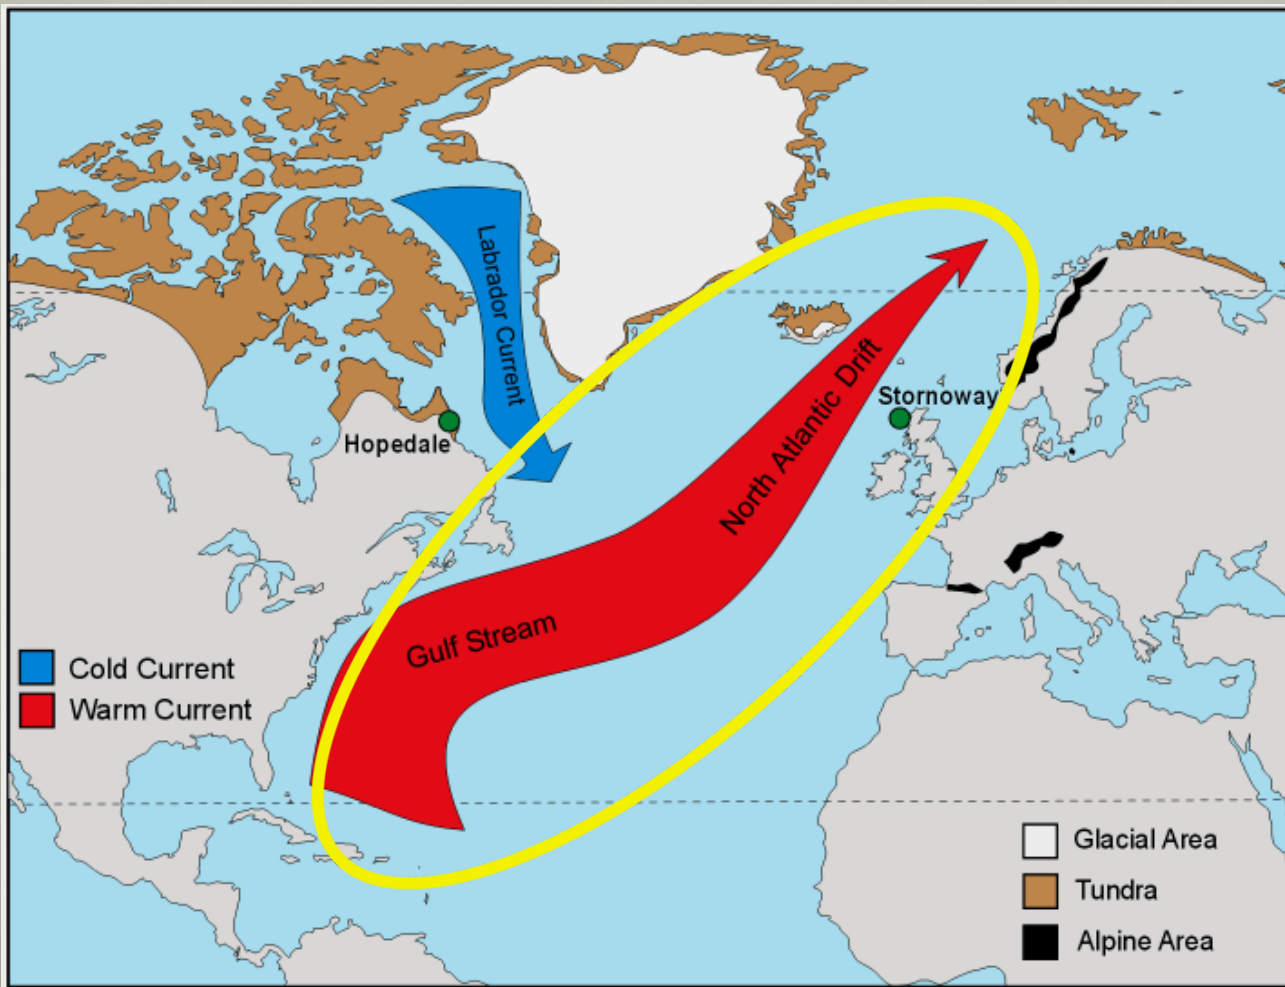 Labrador Current
Stornoway
North Atlantic Drift
Hopedale
Gulf Stream
Cold Current
Warm Current
Glacial Area
Tundra
Alpine Area